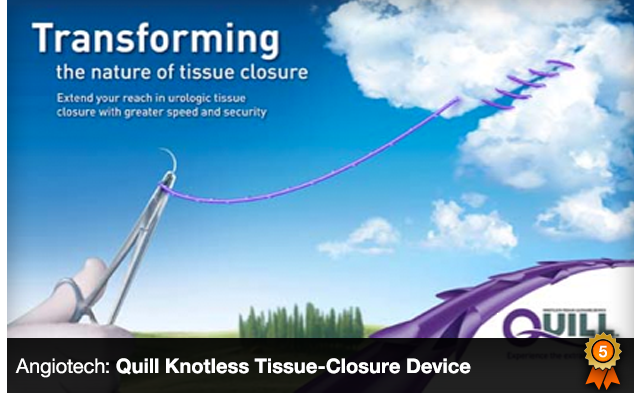 Transforming
the nature of tissue closure
Extend your reach in urologic tissue
closure with greater speed and security
QUILL
Angiotech: Quill Knotless Tissue-Closure Device
5